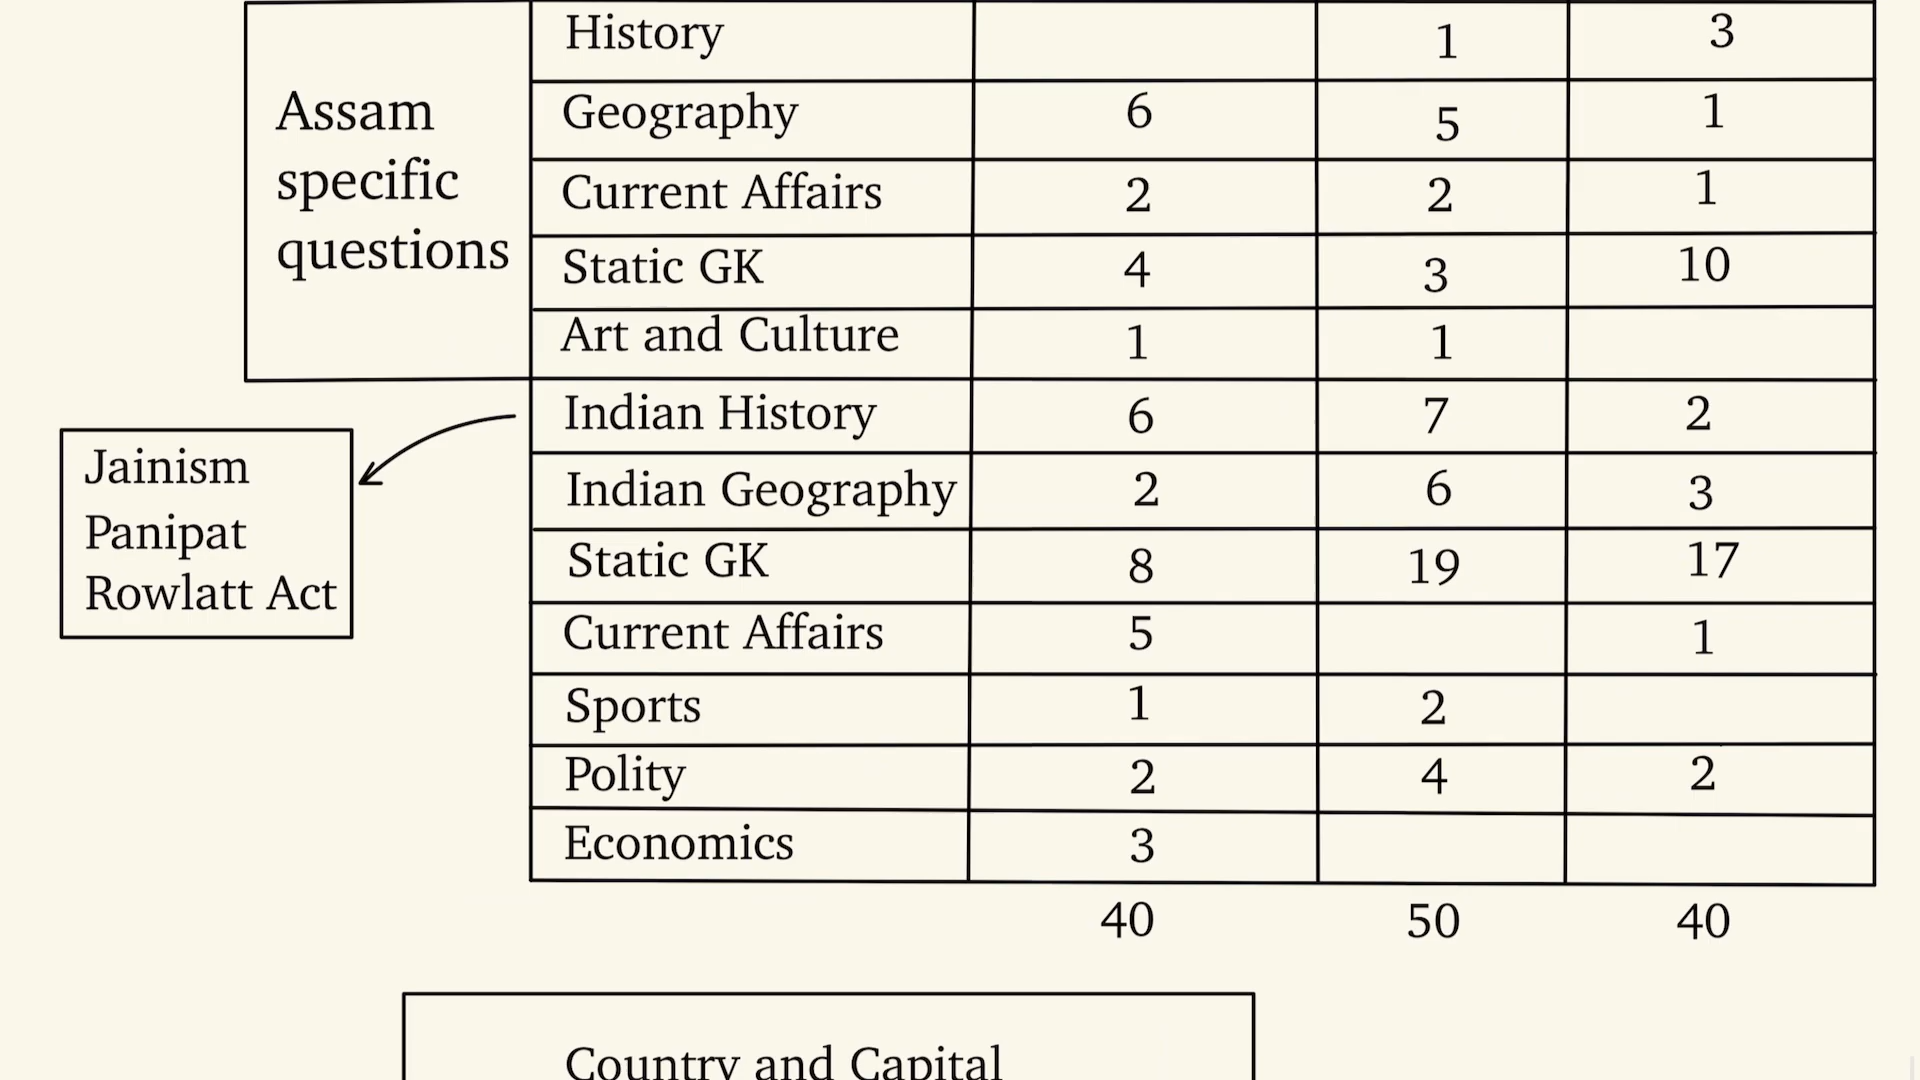 Assam
specific
questions
History 1 3
Geography 6 5 1
Current Affairs 2 2 1
Static GK 4 3 10
Art and Culture 1 1
Indian History 6 7 2
Indian Geography 2 6 3
Static GK 8 19 17
Current Affairs 5 1
Sports 1 2
Polity 2 4 2
Economics 3
40 50 40
Jainism
Panipat
Rowlatt Act
Country and Capital